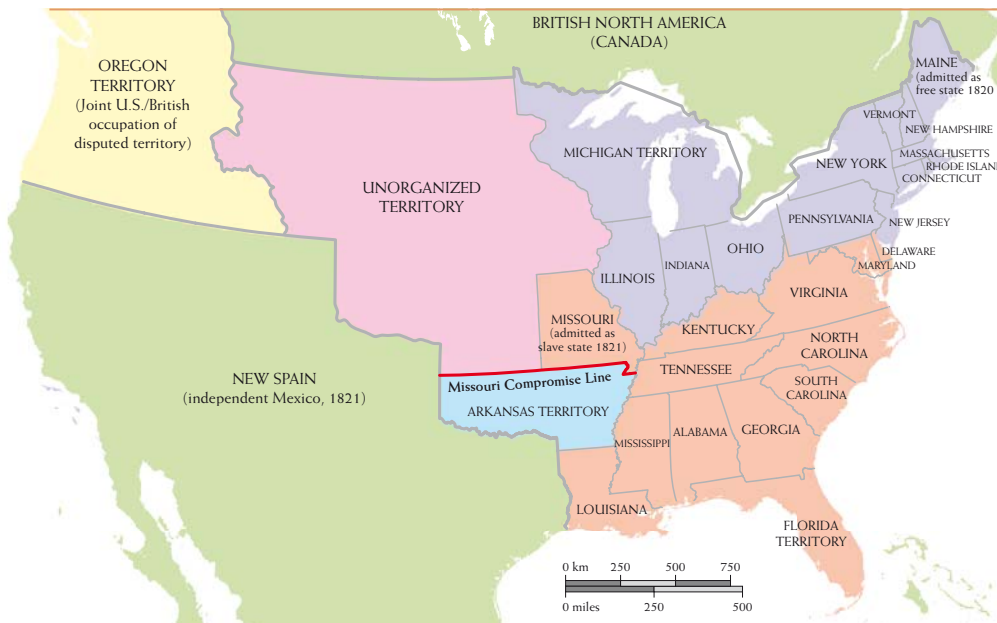 BRITISH NORTH AMERICA
(CANADA)
OREGON
TERRITORY
(Joint U.S./British
occupation of
disputed territory)
MAINE
(admitted as
free state 1820
VERMONT
NEW HAMPSHIRE
MICHIGAN TERRITORY
NEW YORK
MASSACHUSETTS
RHODE ISLAN
CONNECTICUT
UNORGANIZED
TERRITORY
PENNSYLVANIA
NEW JERSEY
OHIO
INDIANA
ILLINOIS
DELAWARE
MARYLAND
VIRGINIA
MISSOURI
(admitted as
slave state 1821)
KENTUCKY
NORTH
CAROLINA
TENNESSEE
NEW SPAIN
(independent Mexico, 1821)
Missouri Compromise Line
ARKANSAS TERRITORY
SOUTH
CAROLINA
MISSISSIPPI
ALABAMA
GEORGIA
LOUISIANA
FLORIDA
TERRITORY
0 km 250 500 750
0 miles 250 500